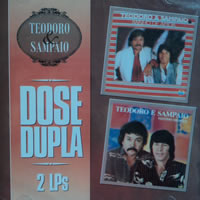 TEODORO
&
SAMPAIO
DOSE
DUPLA
2 LPs
TEODORO & SAMPAIO
TEODORO E SAMPAIO